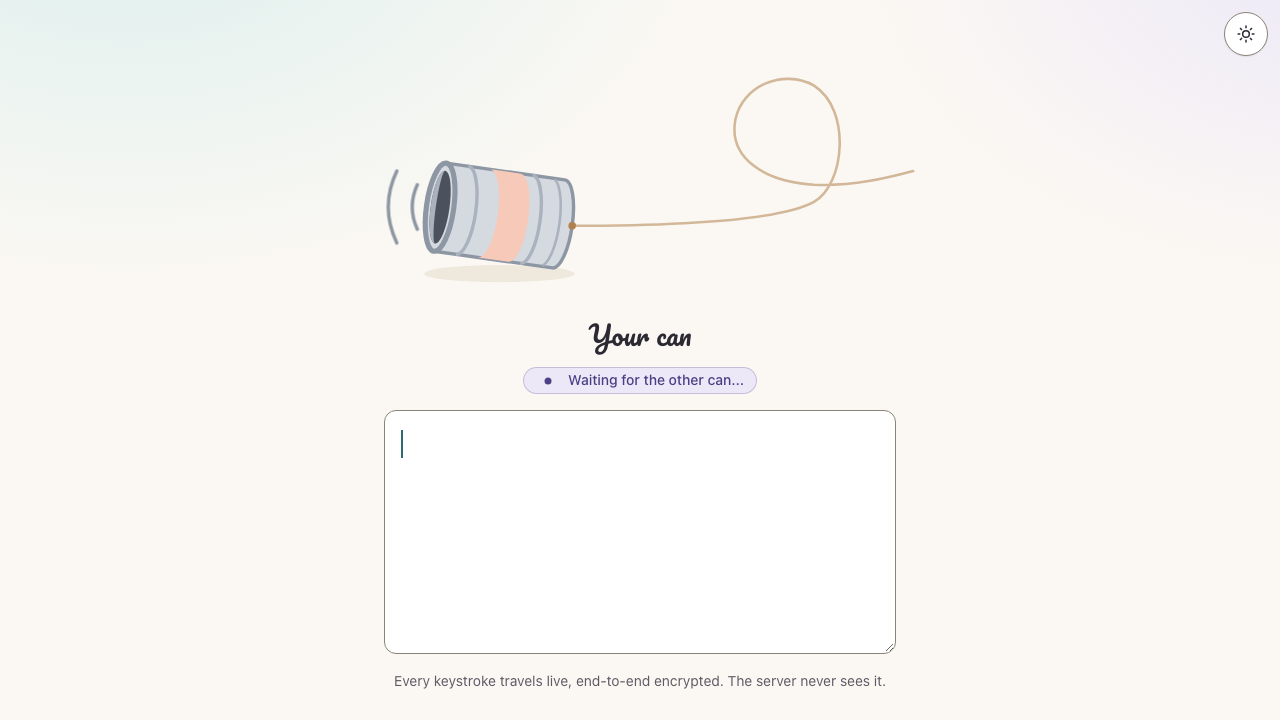 Your can
Waiting for the other can...
Every keystroke travels live, end-to-end encrypted. The server never sees it.